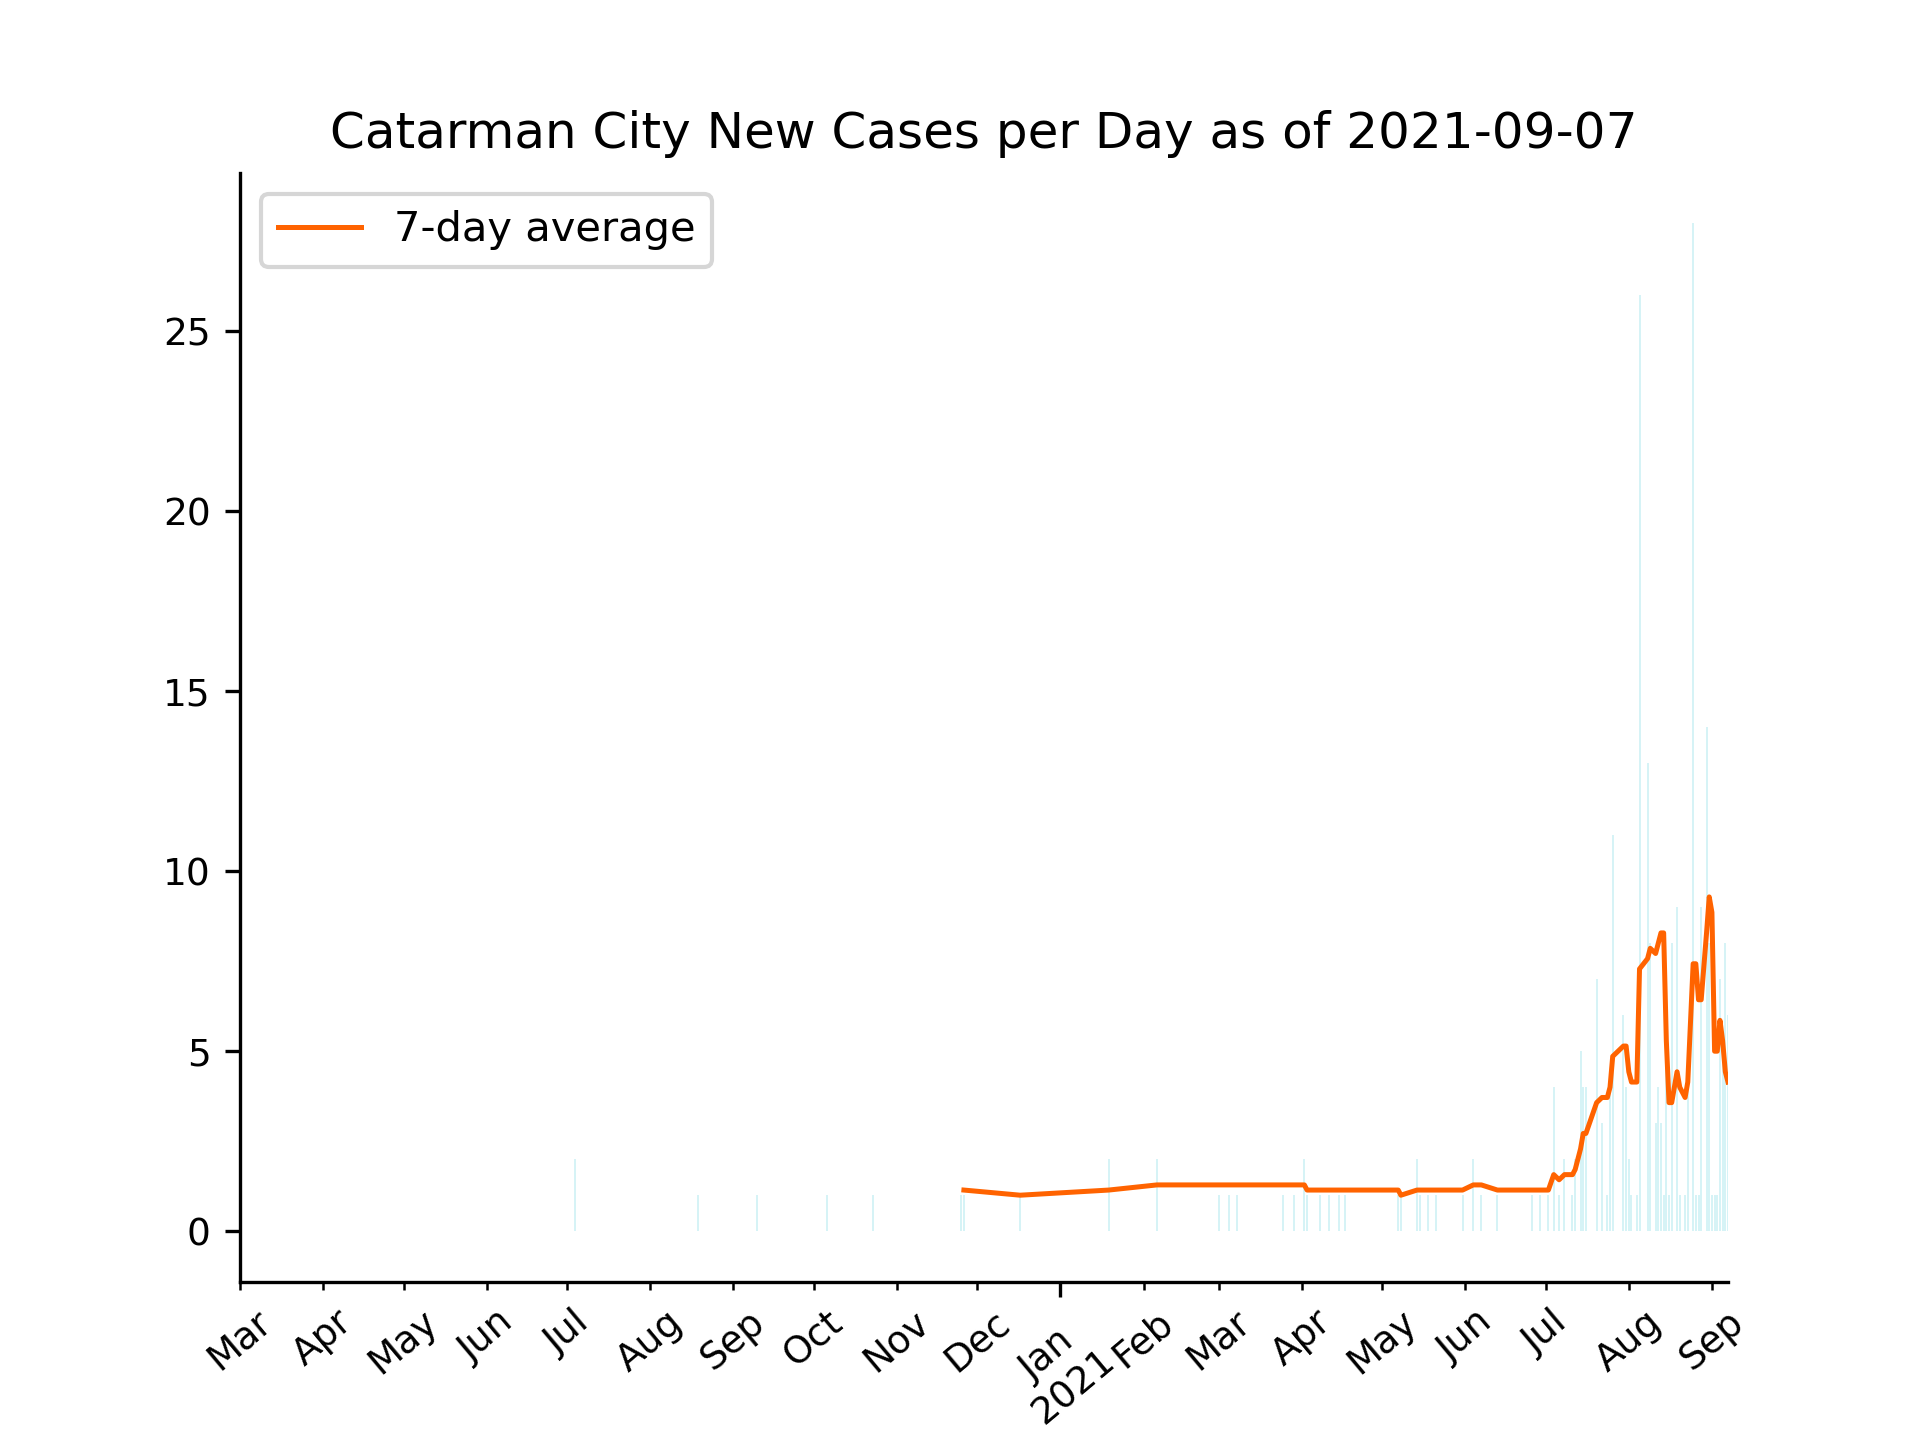 Catarman City New Cases per Day as of 2021-09-07
7-day average
25
20
15
10
5
0
Mar Apr May Jun Jul Aug Sep Oct Nov Dec Jan Feb Mar Apr May Jun Jul Aug Sep
2021